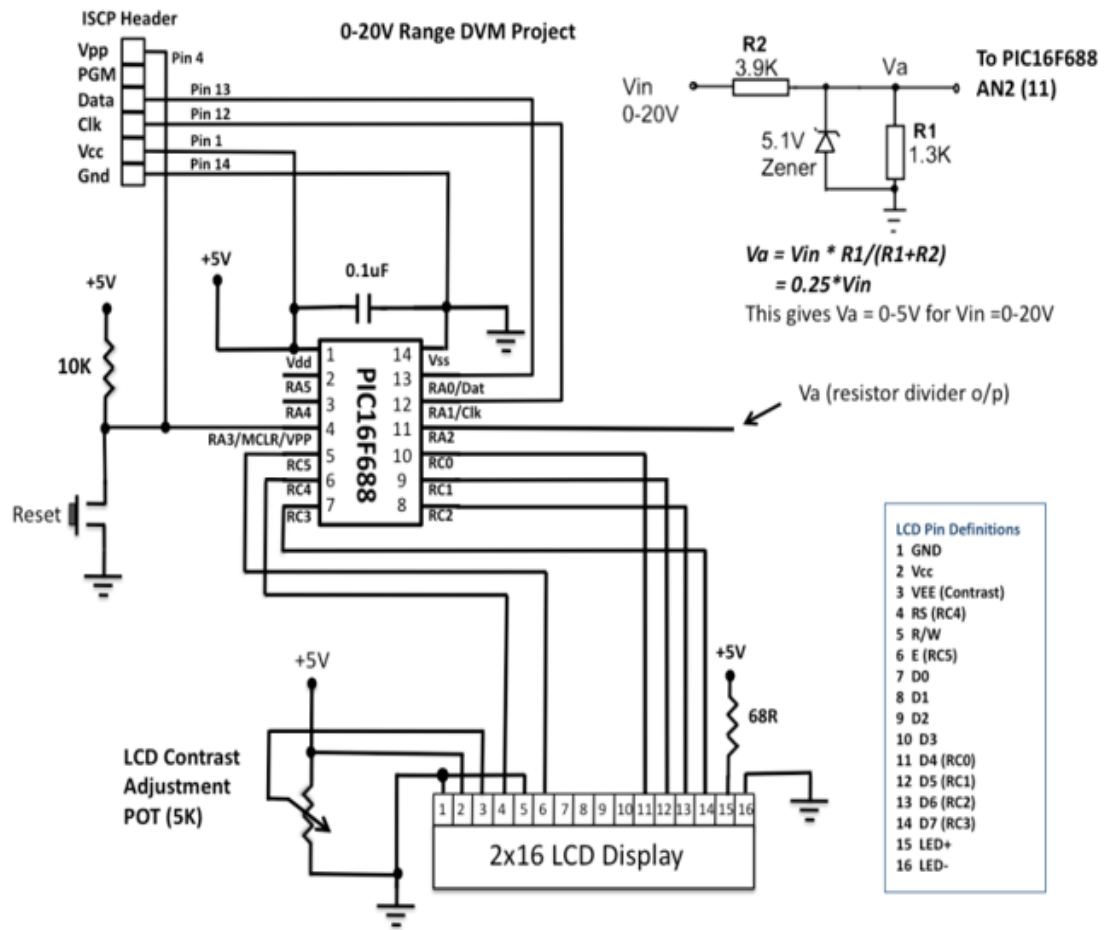 ISCP Header
0-20V Range DVM Project
Vpp
PGM
Data
Clk
Vcc
Gnd
Pin 4
Pin 13
Pin 12
Pin 1
Pin 14
R2
3.9K
Vin
0-20V
Va
To PIC16F688
AN2 (11)
5.1V
Zener
R1
1.3K
Va = Vin * R1/(R1+R2)
= 0.25*Vin
This gives Va = 0-5V for Vin =0-20V
+5V
0.1uF
+5V
10K
Reset
PIC16F688
1
2
3
4
5
6
7
14
13
12
11
10
9
8
Vdd
RA5
RA4
RA3/MCLR/VPP
RC5
RC4
RC3
Vss
RA0/Dat
RA1/Clk
RA2
RC0
RC1
RC2
Va (resistor divider o/p)
+5V
LCD Contrast
Adjustment
POT (5K)
+5V
68R
1 2 3 4 5 6 7 8 9 10 11 12 13 14 15 16
2x16 LCD Display
LCD Pin Definitions
1 GND
2 Vcc
3 VEE (Contrast)
4 RS (RC4)
5 R/W
6 E (RC5)
7 D0
8 D1
9 D2
10 D3
11 D4 (RC0)
12 D5 (RC1)
13 D6 (RC2)
14 D7 (RC3)
15 LED+
16 LED-